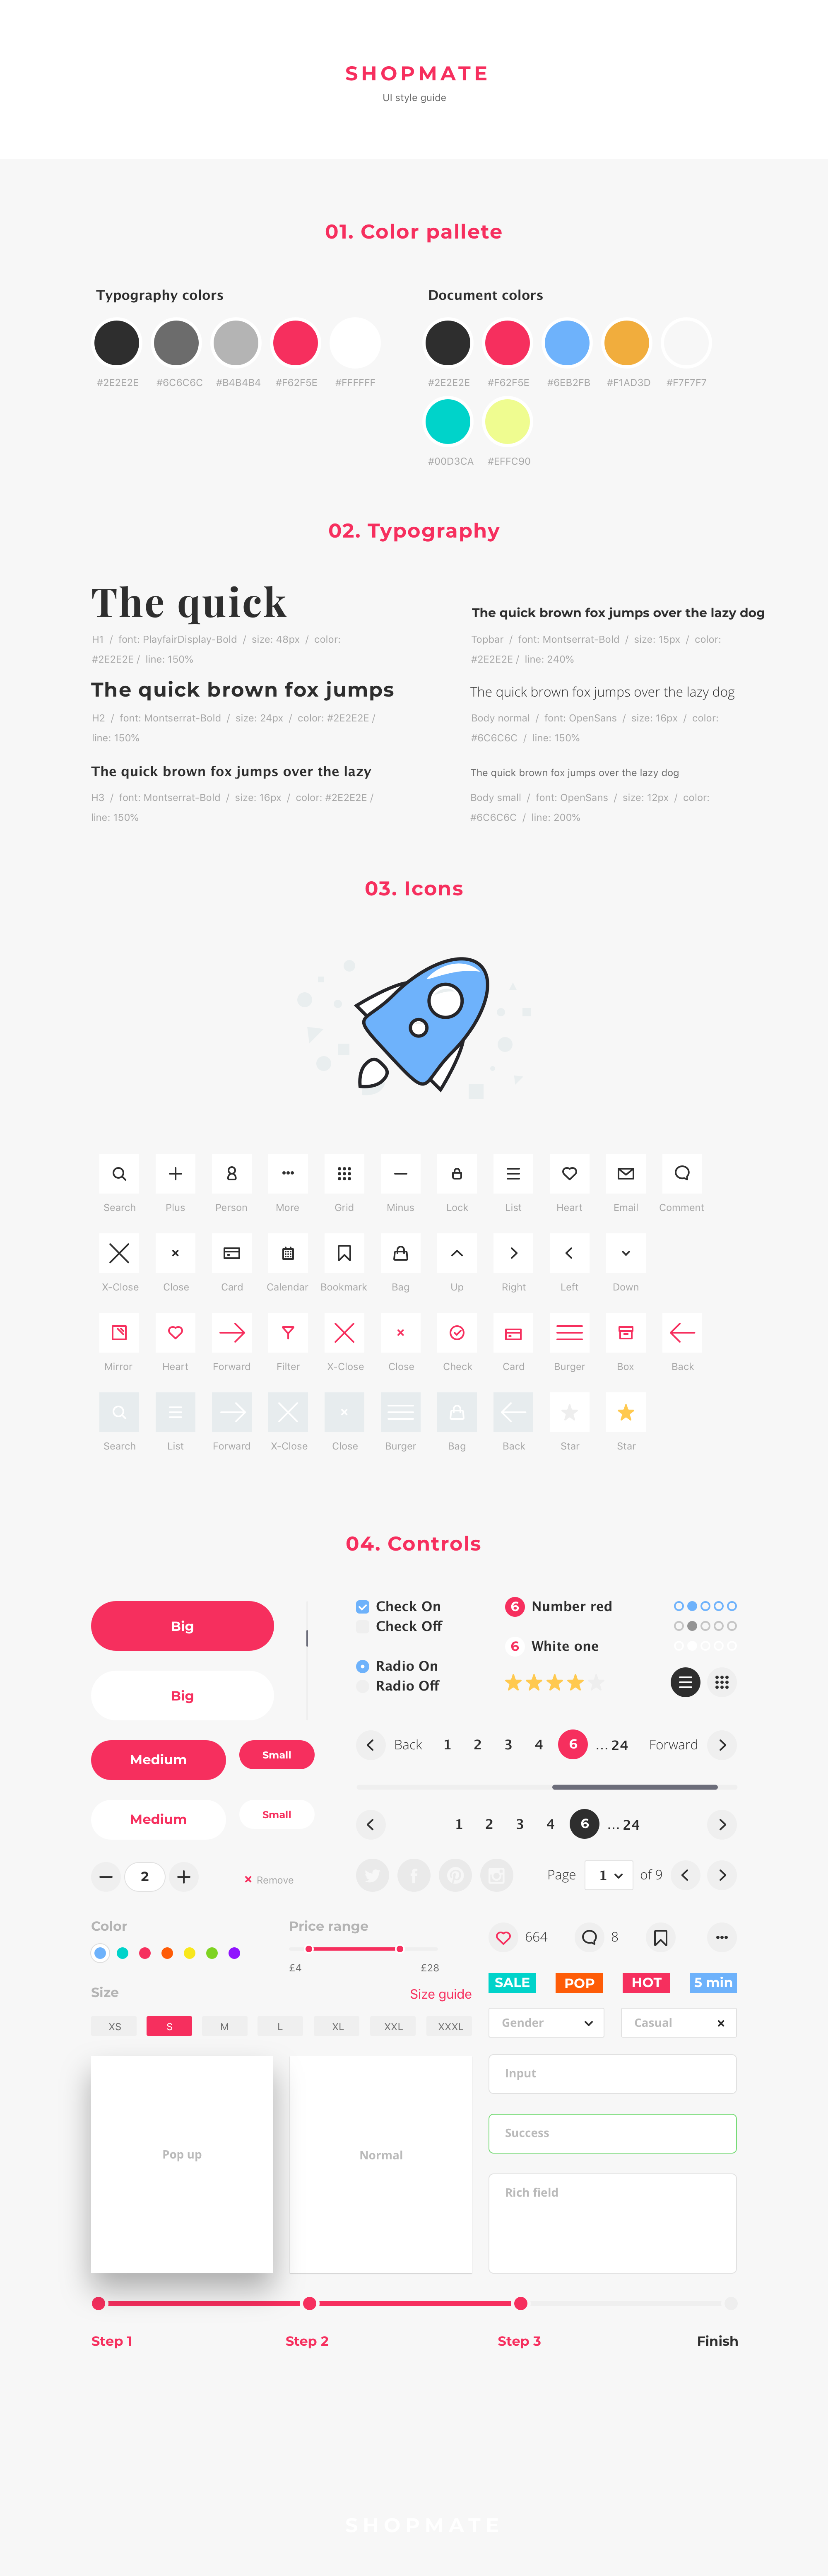 SHOPMATE
UI style guide
01. Color pallete
Typography colors
#2E2E2E #6C6C6C #B4B4B4 #F62F5E #FFFFFF
Document colors
#2E2E2E #F62F5E #6EB2FB #F1AD3D #F7F7F7
#00D3CA #EFFC90
02. Typography
The quick
H1 / font: PlayfairDisplay-Bold / size: 48px / color:
#2E2E2E / line: 150%
The quick brown fox jumps
H2 / font: Montserrat-Bold / size: 24px / color: #2E2E2E /
line: 150%
The quick brown fox jumps over the lazy
H3 / font: Montserrat-Bold / size: 16px / color: #2E2E2E /
line: 150%
The quick brown fox jumps over the lazy dog
Topbar / font: Montserrat-Bold / size: 15px / color:
#2E2E2E / line: 240%
The quick brown fox jumps over the lazy dog
Body normal / font: OpenSans / size: 16px / color:
#6C6C6C / line: 150%
The quick brown fox jumps over the lazy dog
Body small / font: OpenSans / size: 12px / color:
#6C6C6C / line: 200%
03. Icons
Search Plus Person More Grid Minus Lock List Heart Email Comment
X-Close Close Card Calendar Bookmark Bag Up Right Left Down
Mirror Heart Forward Filter X-Close Close Check Card Burger Box Back
Search List Forward X-Close Close Burger Bag Back Star Star
04. Controls
Big
Big
Medium Small
Medium Small
2
Remove
Check On
Check Off
Radio On
Radio Off
6 Number red
6 White one
Back 1 2 3 4 6 ... 24 Forward
1 2 3 4 6 ... 24
Page 1 of 9
Color
Price range
£4 £28
Size
Size guide
XS S M L XL XXL XXXL
664 8
SALE POP HOT 5 min
Gender Casual
Input
Success
Rich field
Pop up
Normal
Step 1 Step 2 Step 3 Finish
SHOPMATE